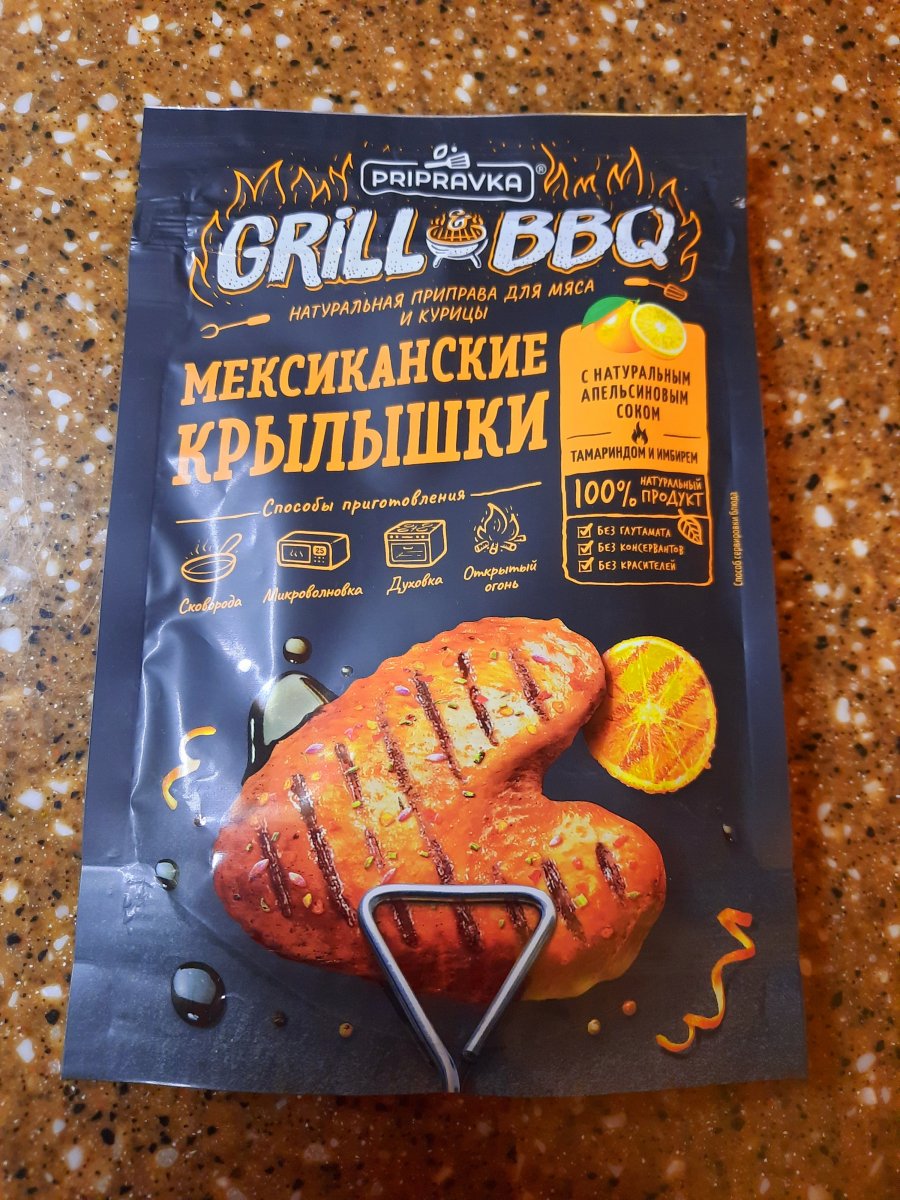 PRIPRAVKA®
GRiLL & BBQ
НАТУРАЛЬНАЯ ПРИПРАВА ДЛЯ МЯСА
И КУРИЦЫ
МЕКСИКАНСКИЕ
КРЫЛЫШКИ
С НАТУРАЛЬНЫМ
АПЕЛЬСИНОВЫМ
СОКОМ
ТАМАРИНДОМ И ИМБИРЕМ
100% НАТУРАЛЬНЫЙ
ПРОДУКТ
БЕЗ ГЛУТАМАТА
БЕЗ КОНСЕРВАНТОВ
БЕЗ КРАСИТЕЛЕЙ
Способ сервировки блюда
Способы приготовления
25
Сковорода
Микроволновка
Духовка
Открытый
огонь